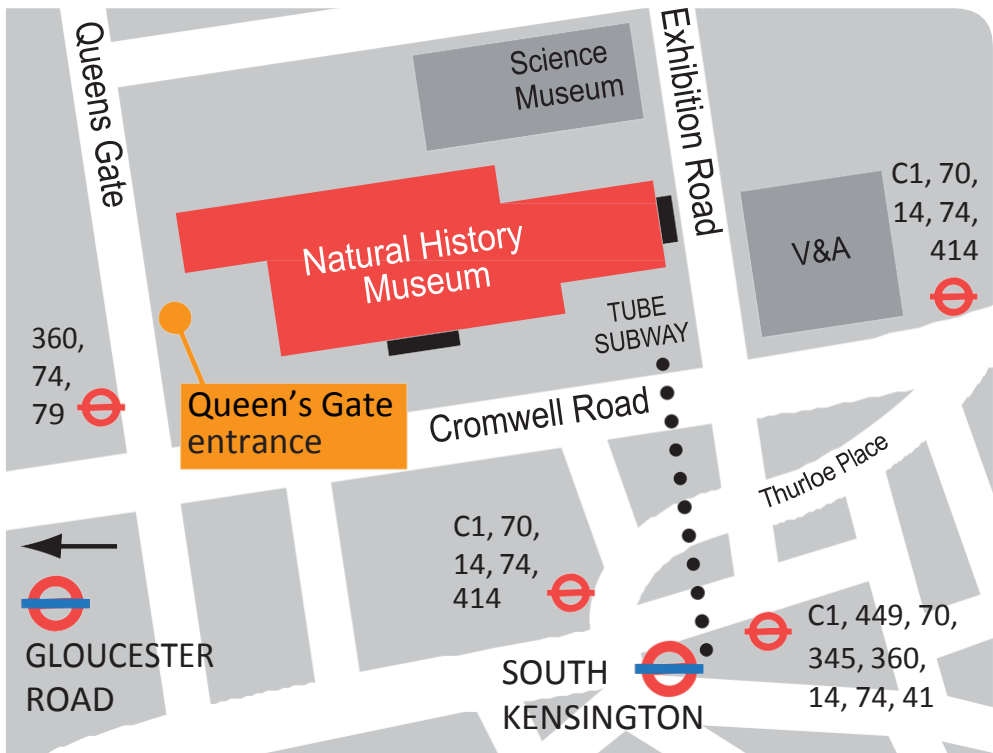 Queens Gate
Science
Museum
Exhibition Road
C1, 70,
14, 74,
414
V&A
Natural History
Museum
TUBE
SUBWAY
360,
74,
79
Queen's Gate
entrance
Cromwell Road
Thurloe Place
C1, 70,
14, 74,
414
GLOUCESTER
ROAD
SOUTH
KENSINGTON
C1, 449, 70,
345, 360,
14, 74, 41